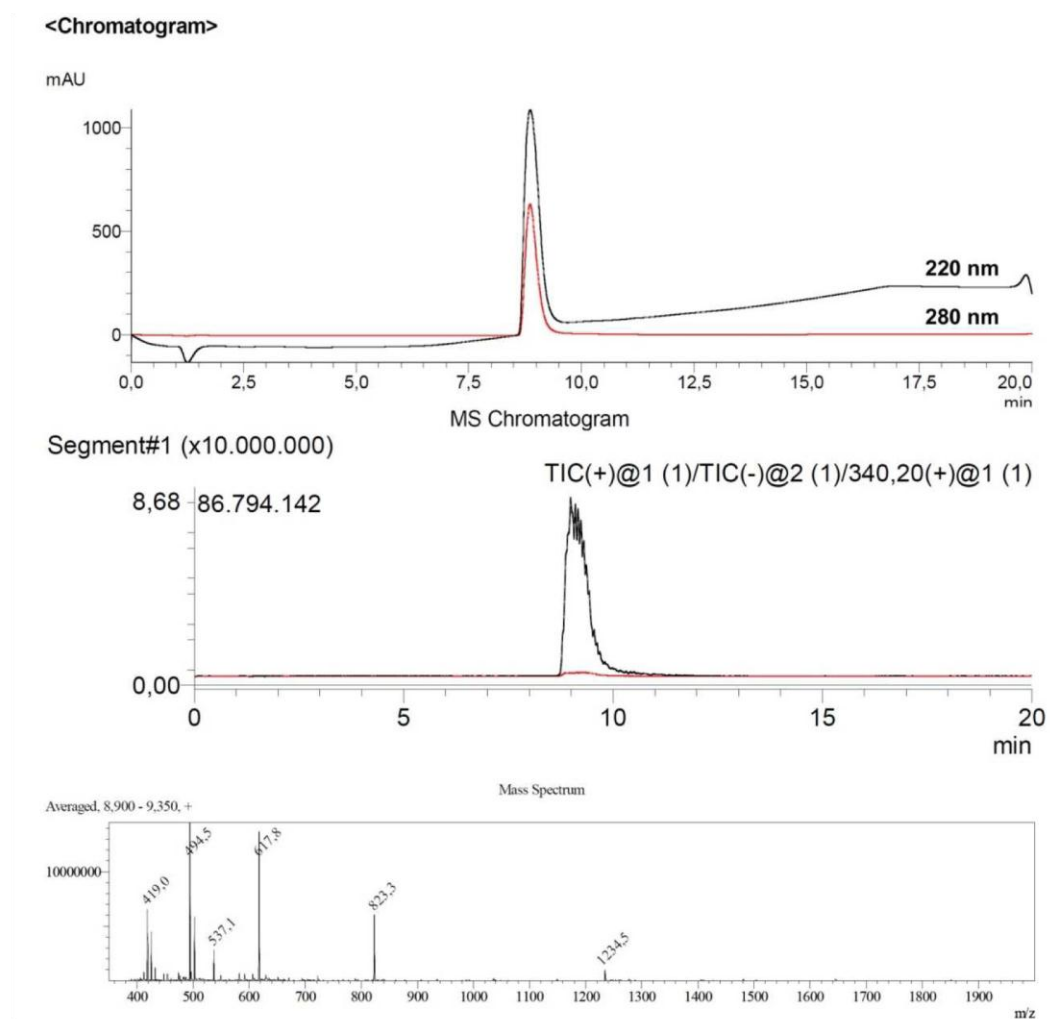 <Chromatogram>
mAU
1000
500
0
220 nm
280 nm
0,0 2,5 5,0 7,5 10,0 12,5 15,0 17,5 20,0
min
MS Chromatogram
Segment#1 (x10.000.000)
TIC(+)@1 (1)/TIC(-)@2 (1)/340,20(+)@1 (1)
8,68 86.794.142
0,00
0 5 10 15 20
min
Mass Spectrum
Averaged, 8,900 - 9,350, +
10000000
419,0 494,5 537,1 617,8 823,3 1234,5
400 500 600 700 800 900 1000 1100 1200 1300 1400 1500 1600 1700 1800 1900
m/z